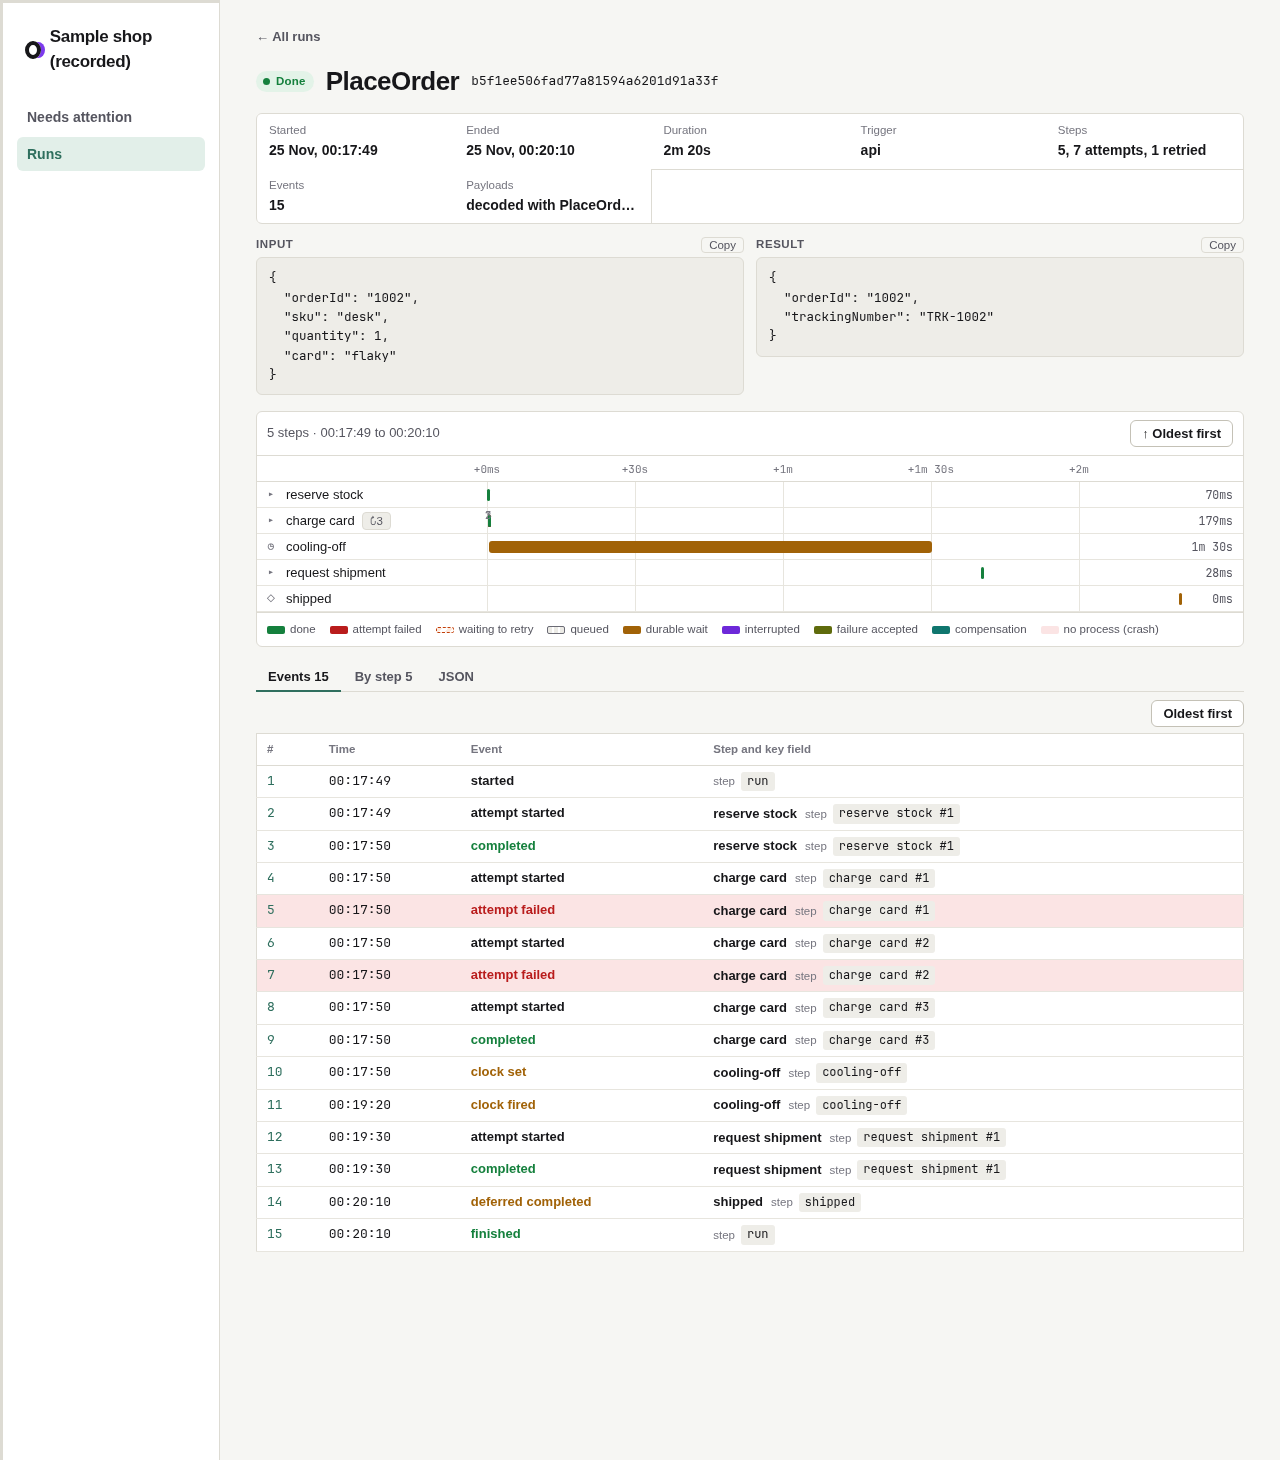 Sample shop
(recorded)
Needs attention
Runs
← All runs
Done PlaceOrder b5f1ee506fad77a81594a6201d91a33f
Started Ended Duration Trigger Steps
25 Nov, 00:17:49 25 Nov, 00:20:10 2m 20s api 5, 7 attempts, 1 retried
Events Payloads
15 decoded with PlaceOrd…
INPUT Copy RESULT Copy
{
"orderId": "1002",
"sku": "desk",
"quantity": 1,
"card": "flaky"
}
{
"orderId": "1002",
"trackingNumber": "TRK-1002"
}
5 steps · 00:17:49 to 00:20:10 ↑ Oldest first
+0ms +30s +1m +1m 30s +2m
reserve stock 70ms
charge card 3 179ms
cooling-off 1m 30s
request shipment 28ms
shipped 0ms
done attempt failed waiting to retry queued durable wait interrupted failure accepted compensation no process (crash)
Events 15 By step 5 JSON
Oldest first
# Time Event Step and key field
1 00:17:49 started step run
2 00:17:49 attempt started reserve stock step reserve stock #1
3 00:17:50 completed reserve stock step reserve stock #1
4 00:17:50 attempt started charge card step charge card #1
5 00:17:50 attempt failed charge card step charge card #1
6 00:17:50 attempt started charge card step charge card #2
7 00:17:50 attempt failed charge card step charge card #2
8 00:17:50 attempt started charge card step charge card #3
9 00:17:50 completed charge card step charge card #3
10 00:17:50 clock set cooling-off step cooling-off
11 00:19:20 clock fired cooling-off step cooling-off
12 00:19:30 attempt started request shipment step request shipment #1
13 00:19:30 completed request shipment step request shipment #1
14 00:20:10 deferred completed shipped step shipped
15 00:20:10 finished step run